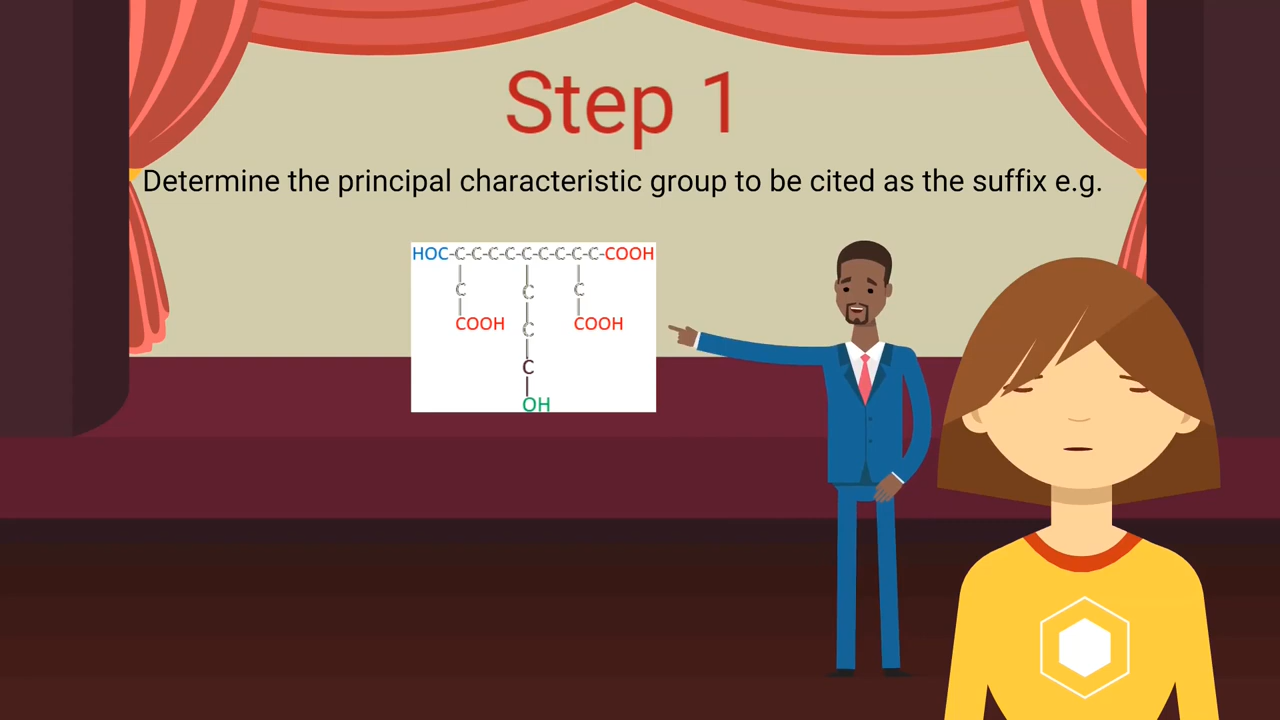 Step 1
Determine the principal characteristic group to be cited as the suffix e.g.
HOC-C-C-C-C-C-C-C-C-C-COOH
C C C
COOH C COOH
C
OH